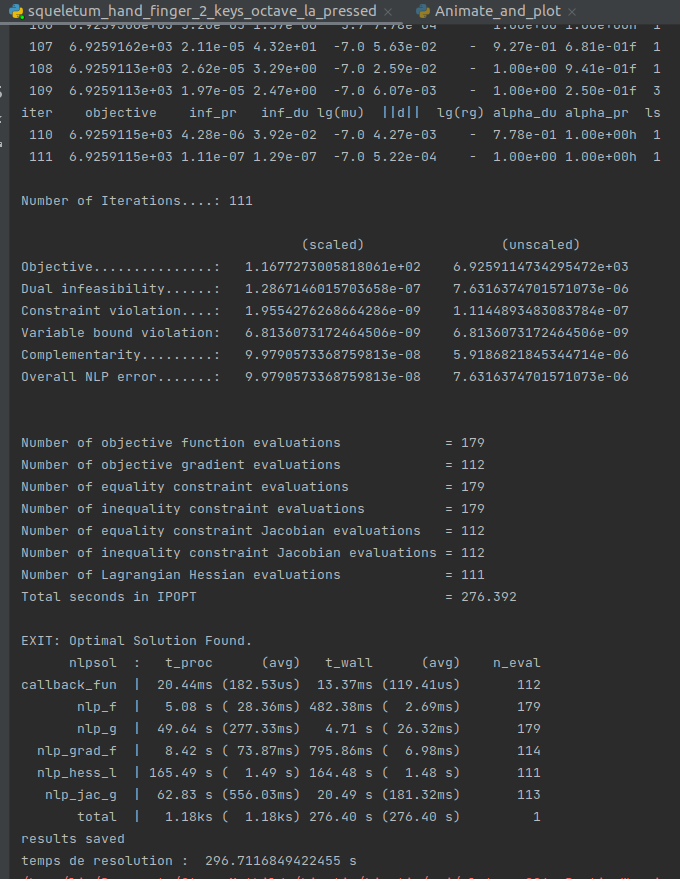 squeletum_hand_finger_2_keys_octave_la_pressed × Animate_and_plot ×
107 6.9259162e+03 2.11e-05 4.32e+01 -7.0 5.63e-02 - 9.27e-01 6.81e-01f 1
108 6.9259113e+03 2.62e-05 3.29e+00 -7.0 2.59e-02 - 1.00e+00 9.41e-01f 1
109 6.9259113e+03 1.97e-05 2.47e+00 -7.0 6.07e-03 - 1.00e+00 2.50e-01f 3
iter objective inf_pr inf_du lg(mu) ||d|| lg(rg) alpha_du alpha_pr ls
110 6.9259115e+03 4.28e-06 3.92e-02 -7.0 4.27e-03 - 7.78e-01 1.00e+00h 1
111 6.9259115e+03 1.11e-07 1.29e-07 -7.0 5.22e-04 - 1.00e+00 1.00e+00h 1
Number of Iterations....: 111
(scaled) (unscaled)
Objective...............: 1.1677273005818061e+02 6.9259114734295472e+03
Dual infeasibility......: 1.2867146015703658e-07 7.6316374701571073e-06
Constraint violation....: 1.9554276268664286e-09 1.1144893483083784e-07
Variable bound violation: 6.8136073172464506e-09 6.8136073172464506e-09
Complementarity.........: 9.9790573368759813e-08 5.9186821845344714e-06
Overall NLP error.......: 9.9790573368759813e-08 7.6316374701571073e-06
Number of objective function evaluations = 179
Number of objective gradient evaluations = 112
Number of equality constraint evaluations = 179
Number of inequality constraint evaluations = 179
Number of equality constraint Jacobian evaluations = 112
Number of inequality constraint Jacobian evaluations = 112
Number of Lagrangian Hessian evaluations = 111
Total seconds in IPOPT = 276.392
EXIT: Optimal Solution Found.
nlpsol : t_proc (avg) t_wall (avg) n_eval
callback_fun | 20.44ms (182.53us) 13.37ms (119.41us) 112
nlp_f | 5.08 s ( 28.36ms) 482.38ms ( 2.69ms) 179
nlp_g | 49.64 s (277.33ms) 4.71 s ( 26.32ms) 179
nlp_grad_f | 8.42 s ( 73.87ms) 795.86ms ( 6.98ms) 114
nlp_hess_l | 165.49 s ( 1.49 s) 164.48 s ( 1.48 s) 111
nlp_jac_g | 62.83 s (556.03ms) 20.49 s (181.32ms) 113
total | 1.18ks ( 1.18ks) 276.40 s (276.40 s) 1
results saved
temps de resolution : 296.7116849422455 s